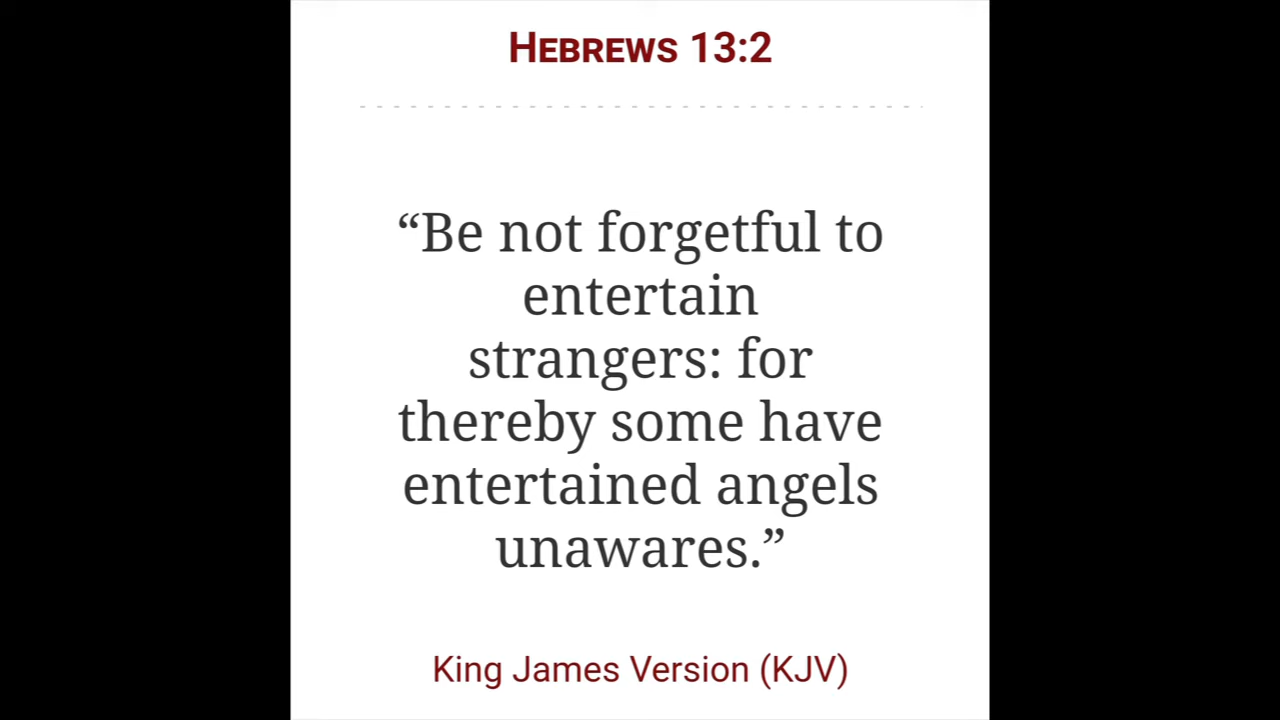 Hebrews 13:2
“Be not forgetful to
entertain
strangers: for
thereby some have
entertained angels
unawares.”
King James Version (KJV)